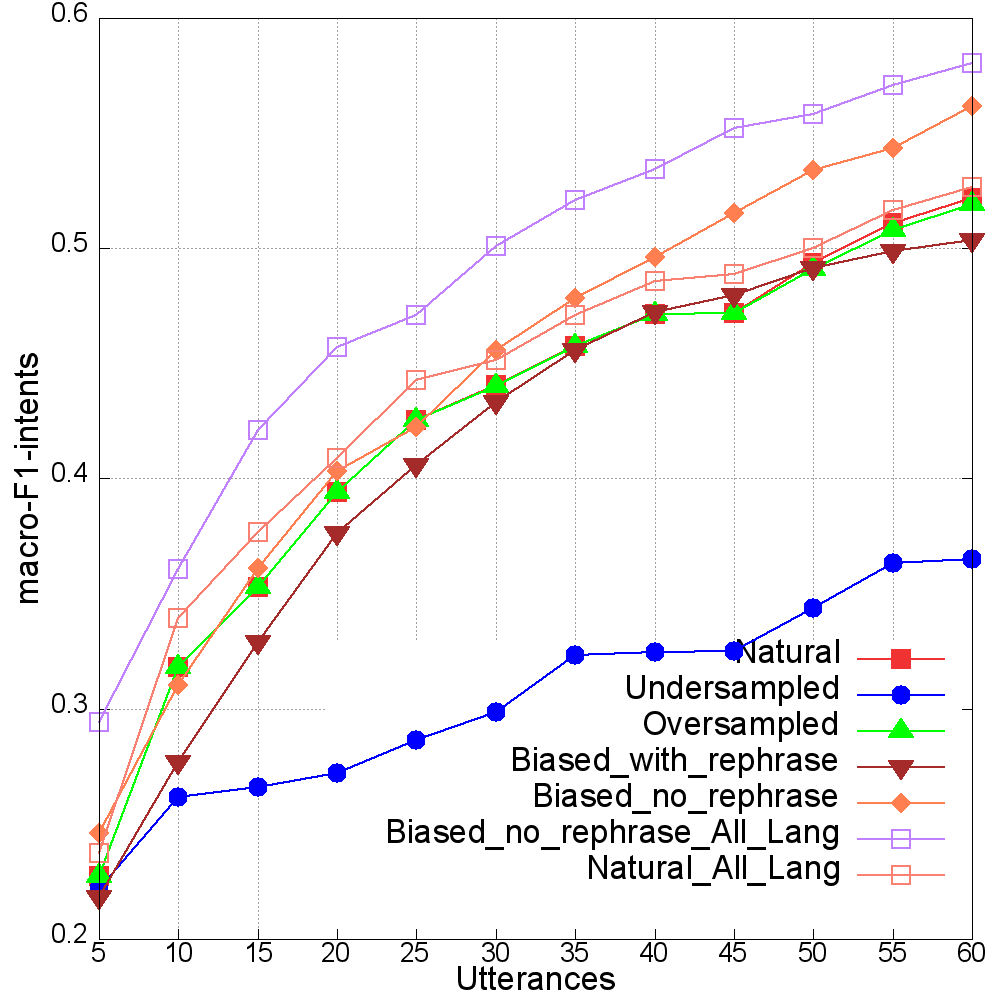 0.6
0.5
0.4
0.3
0.2
macro-F1-intents
Natural
Undersampled
Oversampled
Biased_with_rephrase
Biased_no_rephrase
Biased_no_rephrase_All_Lang
Natural_All_Lang
5 10 15 20 25 30 35 40 45 50 55 60
Utterances